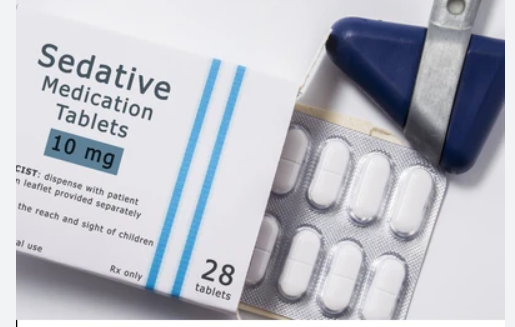 Sedative
Medication
Tablets
10 mg
CIST: dispense with patient
n leaflet provided separately
the reach and sight of children
al use
Rx only
28
tablets